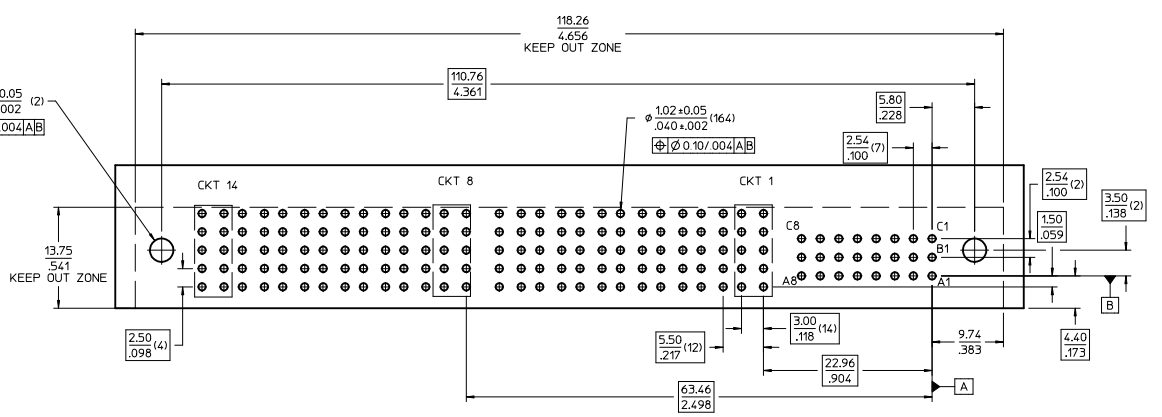 118.26
4.656
KEEP OUT ZONE
110.76
4.361
0.05
.002
(2)
.004 A B
ø 1.02 ±0.05
.040 ±.002
(164)
⌖ Ø 0.10/.004 A B
5.80
.228
2.54
.100
(7)
2.54
.100
(2)
3.50
.138
(2)
1.50
.059
CKT 14
CKT 8
CKT 1
C8
C1
B1
A8
A1
13.75
.541
KEEP OUT ZONE
B
2.50
.098
(4)
5.50
.217
(12)
3.00
.118
(14)
9.74
.383
4.40
.173
22.96
.904
A
63.46
2.498